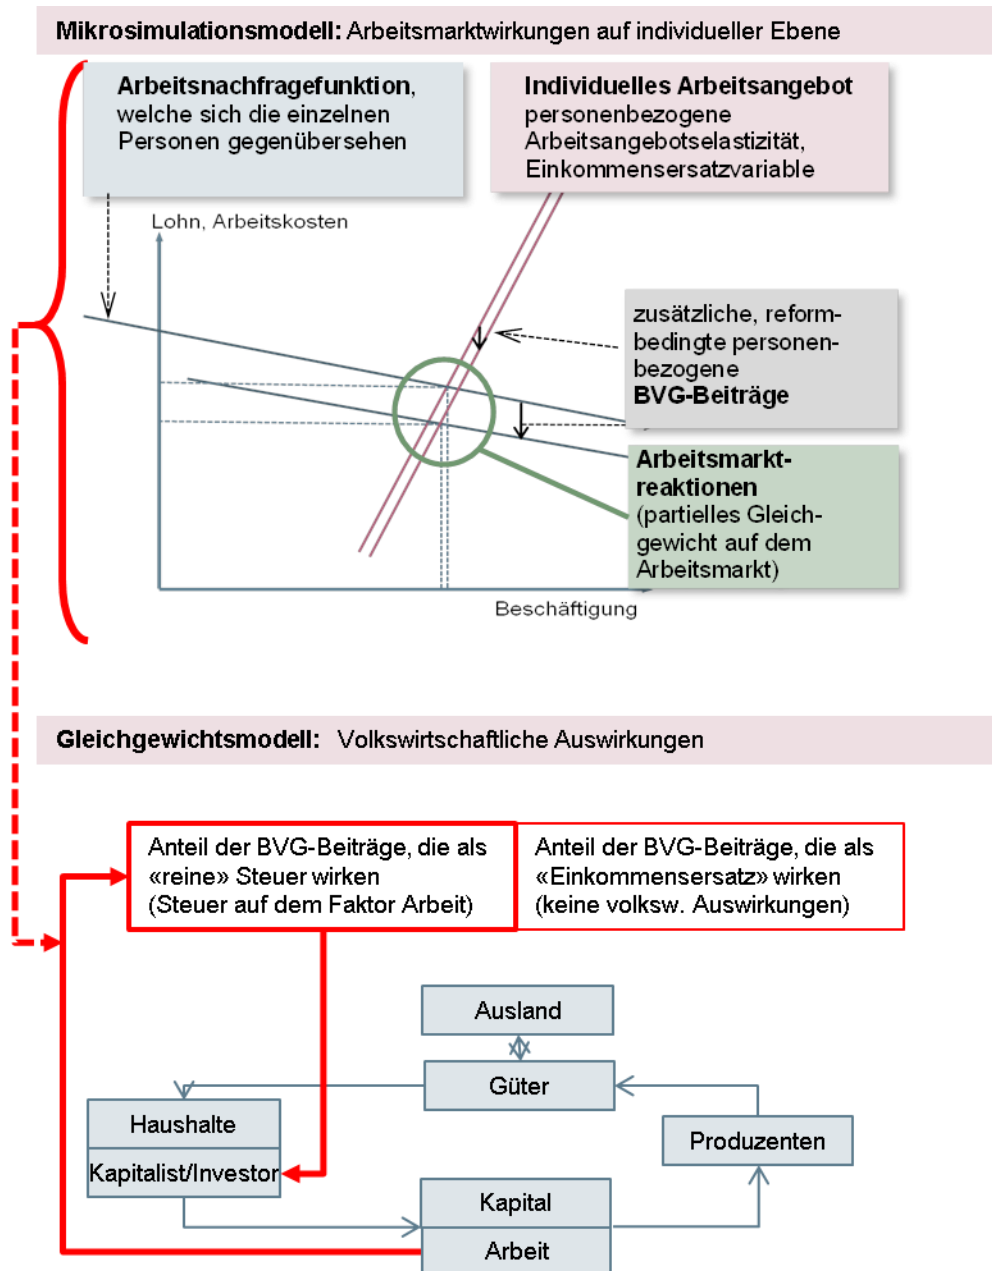 Mikrosimulationsmodell: Arbeitsmarktwirkungen auf individueller Ebene
Arbeitsnachfragefunktion,
welche sich die einzelnen
Personen gegenübersehen
Individuelles Arbeitsangebot
personenbezogene
Arbeitsangebotselastizität,
Einkommensersatzvariable
Lohn, Arbeitskosten
zusätzliche, reform-
bedingte personen-
bezogene
BVG-Beiträge
Arbeitsmarkt-
reaktionen
(partielles Gleich-
gewicht auf dem
Arbeitsmarkt)
Beschäftigung
Gleichgewichtsmodell: Volkswirtschaftliche Auswirkungen
Anteil der BVG-Beiträge, die als
«reine» Steuer wirken
(Steuer auf dem Faktor Arbeit)
Anteil der BVG-Beiträge, die als
«Einkommensersatz» wirken
(keine volksw. Auswirkungen)
Ausland
Güter
Haushalte
Kapitalist/Investor
Produzenten
Kapital
Arbeit